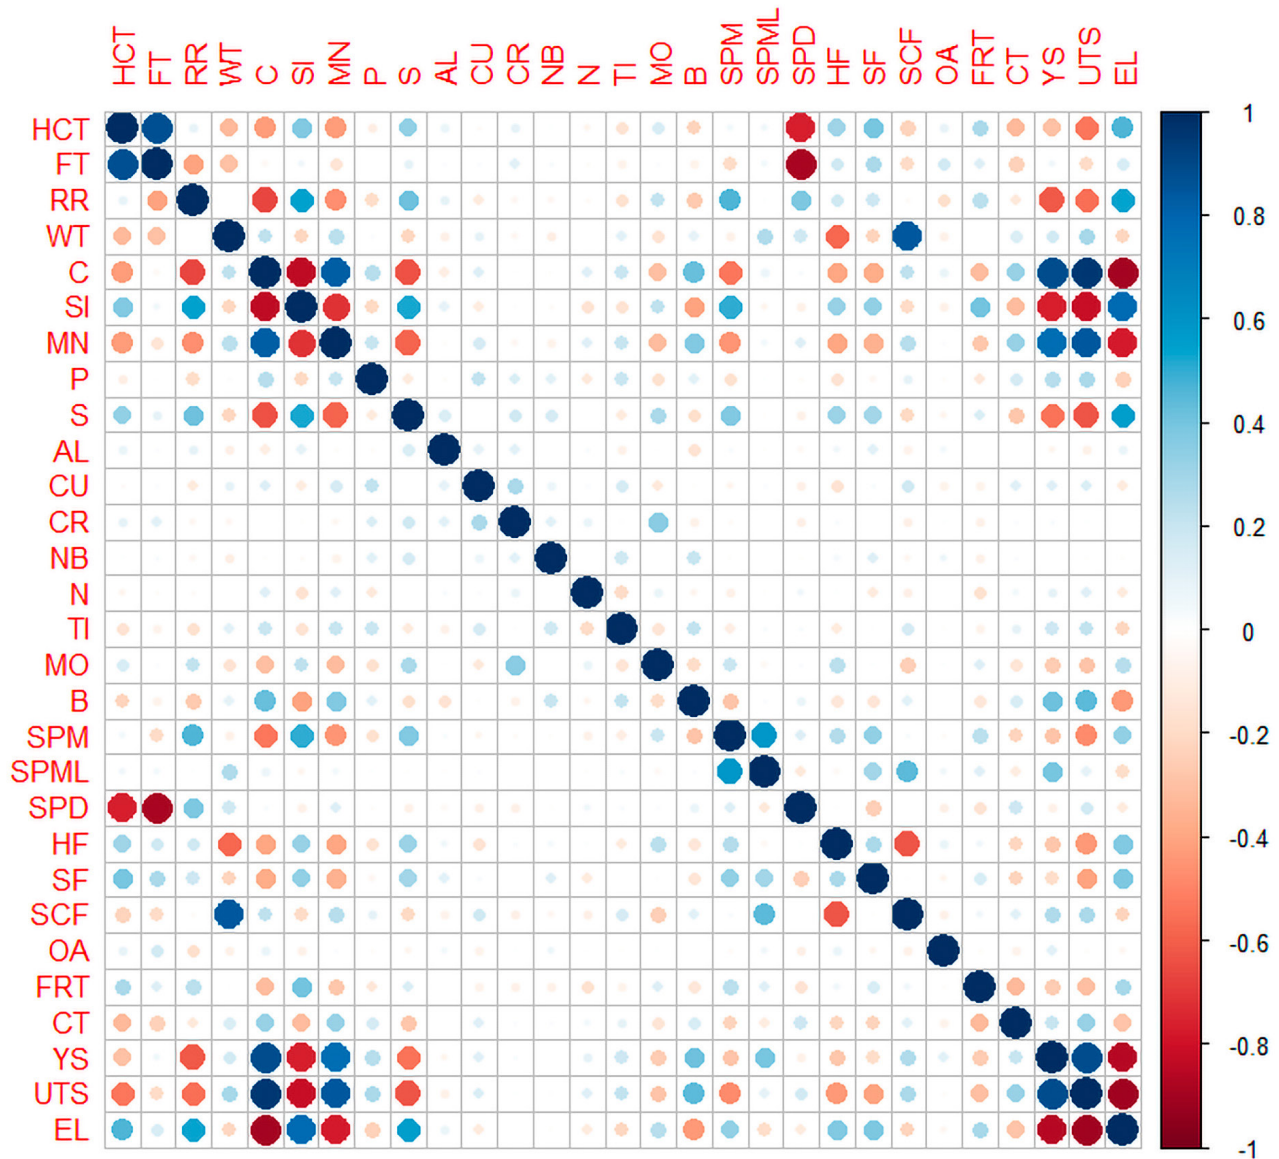 HCT FT RR WT C SI MN P S AL CU CR NB N TI MO B SPM SPML SPD HF SF SCF OA FRT CT YS UTS EL
HCT
FT
RR
WT
C
SI
MN
P
S
AL
CU
CR
NB
N
TI
MO
B
SPM
SPML
SPD
HF
SF
SCF
OA
FRT
CT
YS
UTS
EL
1
0.8
0.6
0.4
0.2
0
-0.2
-0.4
-0.6
-0.8
-1